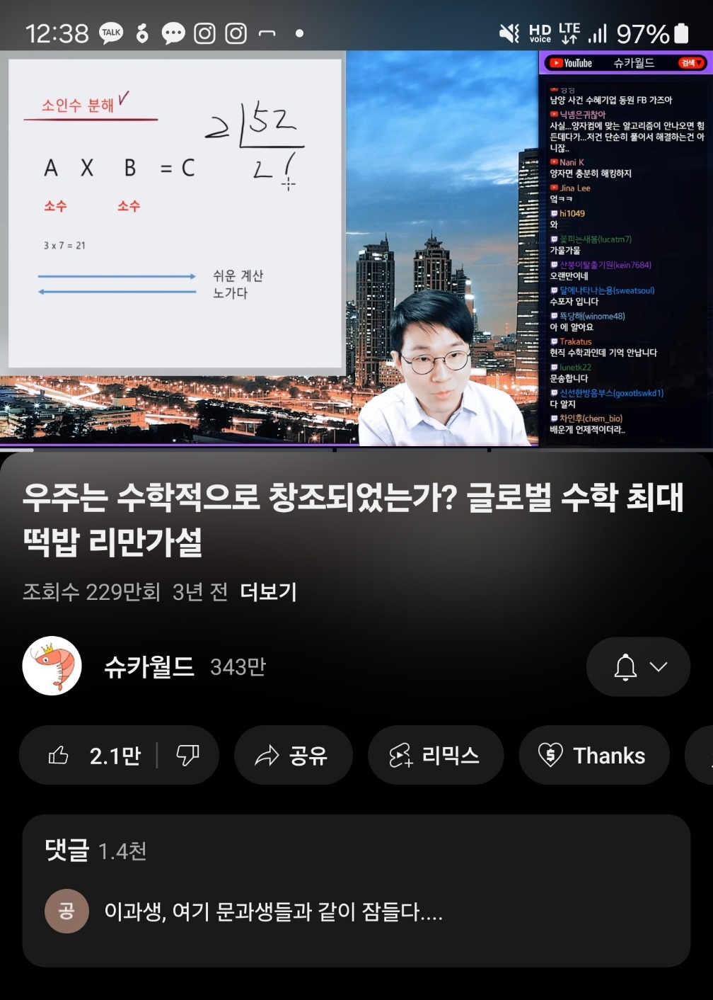 12:38 TALK HD voice LTE 97%
소인수 분해
2 52
2
A X B = C
소수 소수
3 x 7 = 21
쉬운 계산
노가다
YouTube 슈카월드 검색
남양 사건 수혜기업 동원 FB 가즈아
닉넴은귀찮아
사실...양자컴에 맞는 알고리즘이 안나오면 힘
든데다가...저건 단순히 풀어서 해결하는건 아
니잖..
Nani K
양자면 충분히 해킹하지
Jina Lee
엌ㅋㅋ
hi1049
와
꽃피는새봄(lucatm7)
가물가물
산붕이탈출기원(kein7684)
오랜만이네
달에나타나는용(sweatsoul)
수포자 입니다
똑당해(winome48)
아 에 알아요
Trakatus
현직 수학과인데 기억 안납니다
lunetk22
문송합니다
신선한방음부스(goxotlswkd1)
다 알지
차인후(chem_bio)
배운게 언제적이더라..
우주는 수학적으로 창조되었는가? 글로벌 수학 최대
떡밥 리만가설
조회수 229만회 3년 전 더보기
슈카월드 343만
2.1만 공유 리믹스 Thanks
댓글 1.4천
공 이과생, 여기 문과생들과 같이 잠들다....